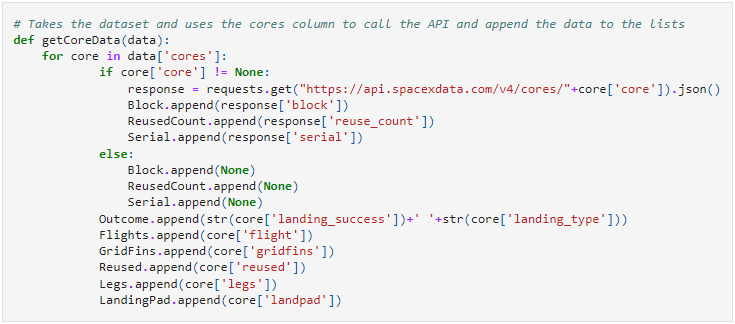 # Takes the dataset and uses the cores column to call the API and append the data to the lists
def getCoreData(data):
    for core in data['cores']:
            if core['core'] != None:
                response = requests.get("https://api.spacexdata.com/v4/cores/"+core['core']).json()
                Block.append(response['block'])
                ReusedCount.append(response['reuse_count'])
                Serial.append(response['serial'])
            else:
                Block.append(None)
                ReusedCount.append(None)
                Serial.append(None)
            Outcome.append(str(core['landing_success'])+' '+str(core['landing_type']))
            Flights.append(core['flight'])
            GridFins.append(core['gridfins'])
            Reused.append(core['reused'])
            Legs.append(core['legs'])
            LandingPad.append(core['landpad'])